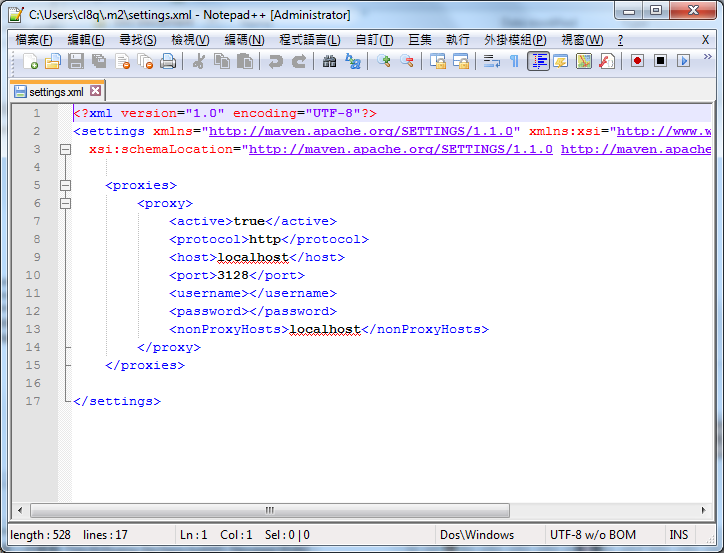 C:\Users\cl8q\.m2\settings.xml - Notepad++ [Administrator]
檔案(F) 編輯(E) 尋找(S) 檢視(V) 編碼(N) 程式語言(L) 自訂(T) 巨集 執行 外掛模組(P) 視窗(W) ? X
settings.xml
1 <?xml version="1.0" encoding="UTF-8"?>
2 <settings xmlns="http://maven.apache.org/SETTINGS/1.1.0" xmlns:xsi="http://www.w
3 xsi:schemaLocation="http://maven.apache.org/SETTINGS/1.1.0 http://maven.apache
4
5 <proxies>
6 <proxy>
7 <active>true</active>
8 <protocol>http</protocol>
9 <host>localhost</host>
10 <port>3128</port>
11 <username></username>
12 <password></password>
13 <nonProxyHosts>localhost</nonProxyHosts>
14 </proxy>
15 </proxies>
16
17 </settings>
length : 528 lines : 17 Ln : 1 Col : 1 Sel : 0 | 0 Dos\Windows UTF-8 w/o BOM INS